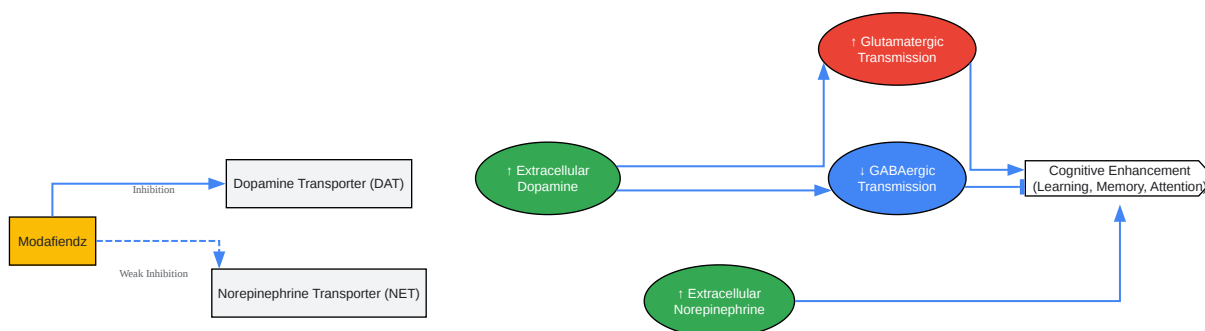 ↑ Glutamatergic
Transmission
↑ Extracellular
Dopamine
↓ GABAergic
Transmission
Cognitive Enhancement
(Learning, Memory, Attention)
Dopamine Transporter (DAT)
Inhibition
Modafiendz
Weak Inhibition
Norepinephrine Transporter (NET)
↑ Extracellular
Norepinephrine